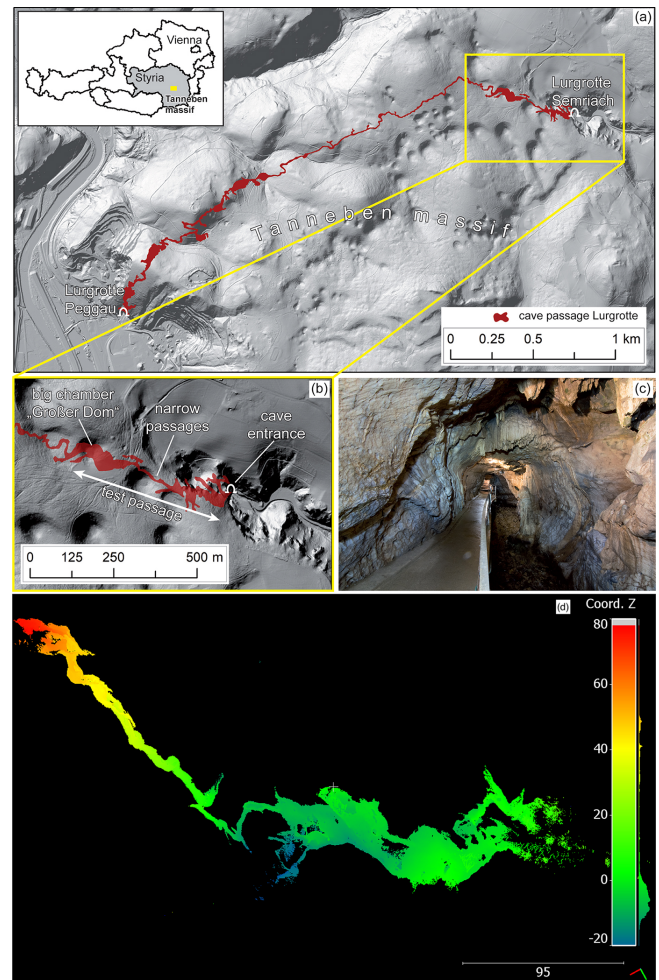 (a)
Vienna
Styria
Tanneben
massif
Lurgrotte
Semriach
Tanneben massif
Lurgrotte
Peggau
cave passage Lurgrotte
0 0.25 0.5 1 km
(b)
big chamber
„Großer Dom“
narrow
passages
cave
entrance
test passage
0 125 250 500 m
(c)
(d)
Coord. Z
80
60
40
20
0
-20
95